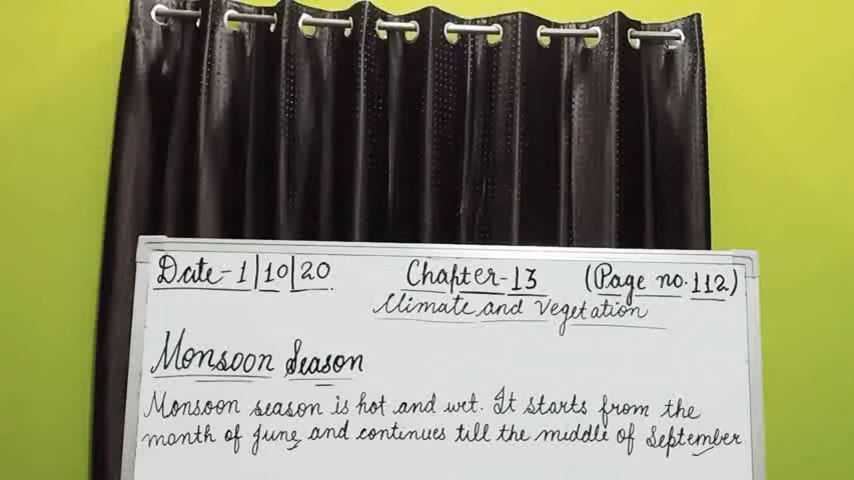 Date-1|10|20 Chapter-13 (Page no.112)
Climate and Vegetation
Monsoon Season
Monsoon season is hot and wet. It starts from the
month of June and continues till the middle of September